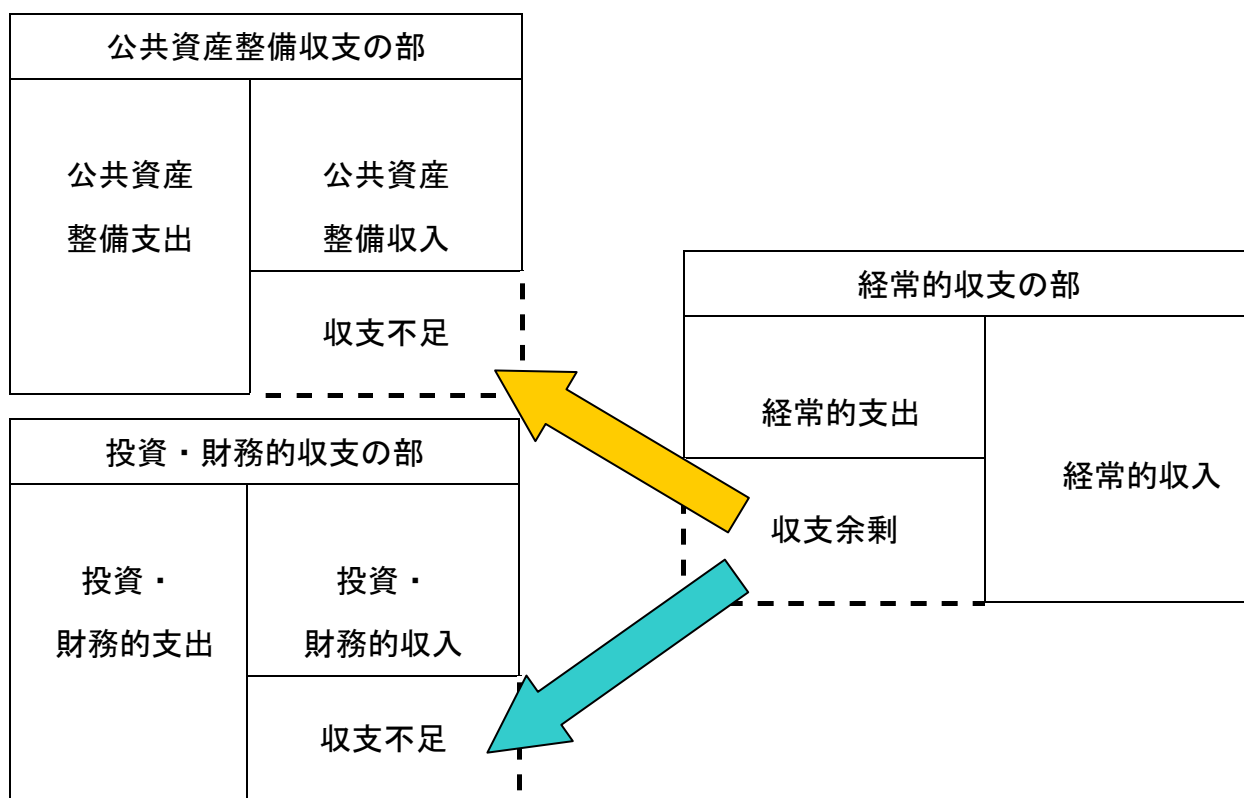 公共資産整備収支の部
公共資産
整備支出
公共資産
整備収入
収支不足
投資・財務的収支の部
投資・
財務的支出
投資・
財務的収入
収支不足
経常的収支の部
経常的支出
収支余剰
経常的収入